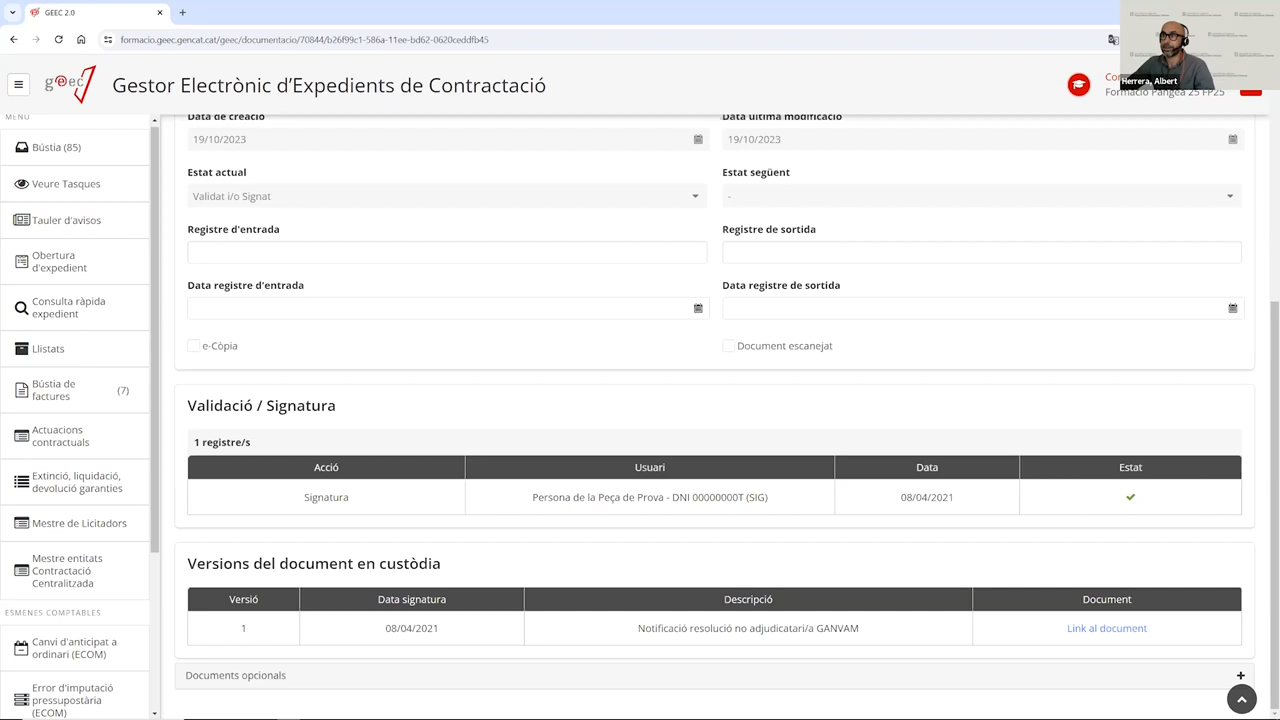 GEEC 2.0
formacio.geec.gencat.cat/geec/documentacio/70844/b26f99c1-586a-11ee-bd62-0620ced
geec
Gestor Electrònic d'Expedients de Contractació
Herrera, Albert
Formació Pangea 25 FP25
MENÚ
Bústia (85)
Veure Tasques
Tauler d'avisos
Obertura
d'expedient
Consulta ràpida
expedient
Llistats
Bústia de
factures
(7)
Actuacions
contractuals
Extinció, liquidació,
devolució garanties
Mestre de Licitadors
Mestre entitats
Contractació
Centralitzada
ESMENES COMPTABLES
Canvi d'anticipat a
ordinari (ECOM)
Error d'imputació
pressupostària
(ECOM)
Data de creació
Data última modificació
19/10/2023
19/10/2023
Estat actual
Estat següent
Validat i/o Signat
-
Registre d'entrada
Registre de sortida
Data registre d'entrada
Data registre de sortida
e-Còpia
Document escanejat
Validació / Signatura
1 registre/s
Acció Usuari Data Estat
Signatura Persona de la Peça de Prova - DNI 00000000T (SIG) 08/04/2021
Versions del document en custòdia
Versió Data signatura Descripció Document
1 08/04/2021 Notificació resolució no adjudicatari/a GANVAM Link al document
Documents opcionals